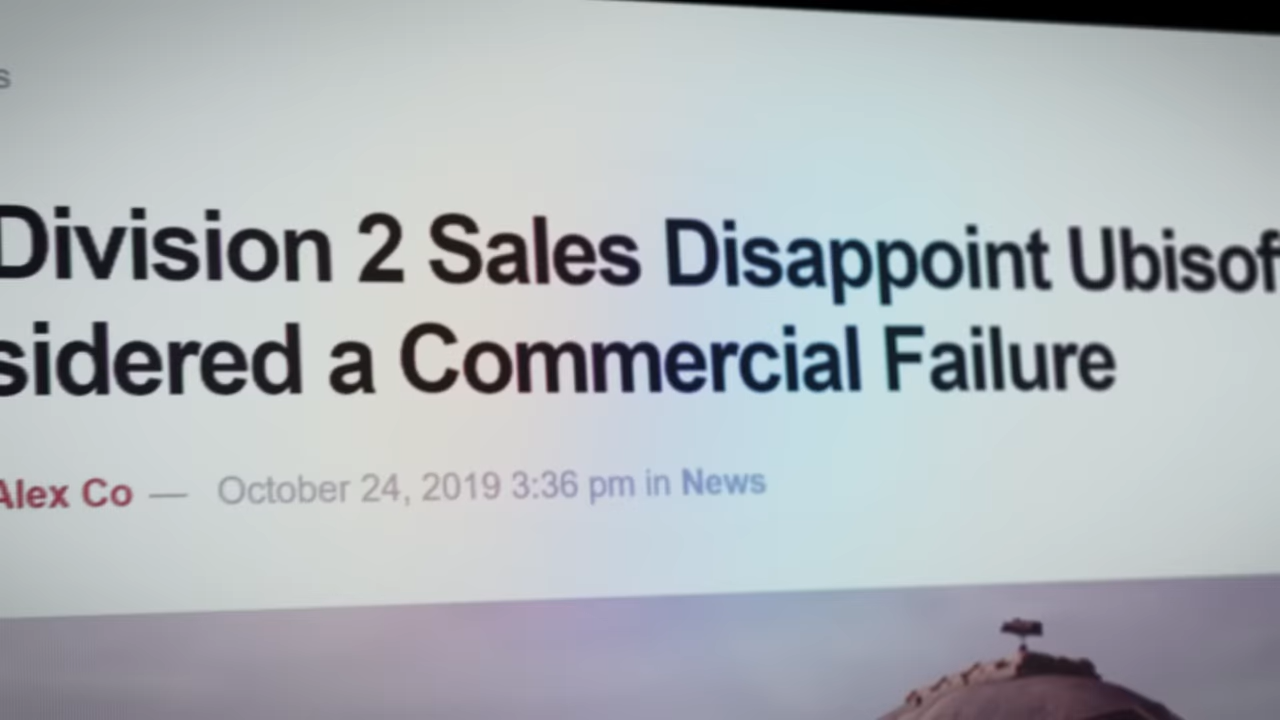 s
Division 2 Sales Disappoint Ubisof
sidered a Commercial Failure
Alex Co — October 24, 2019 3:36 pm in News